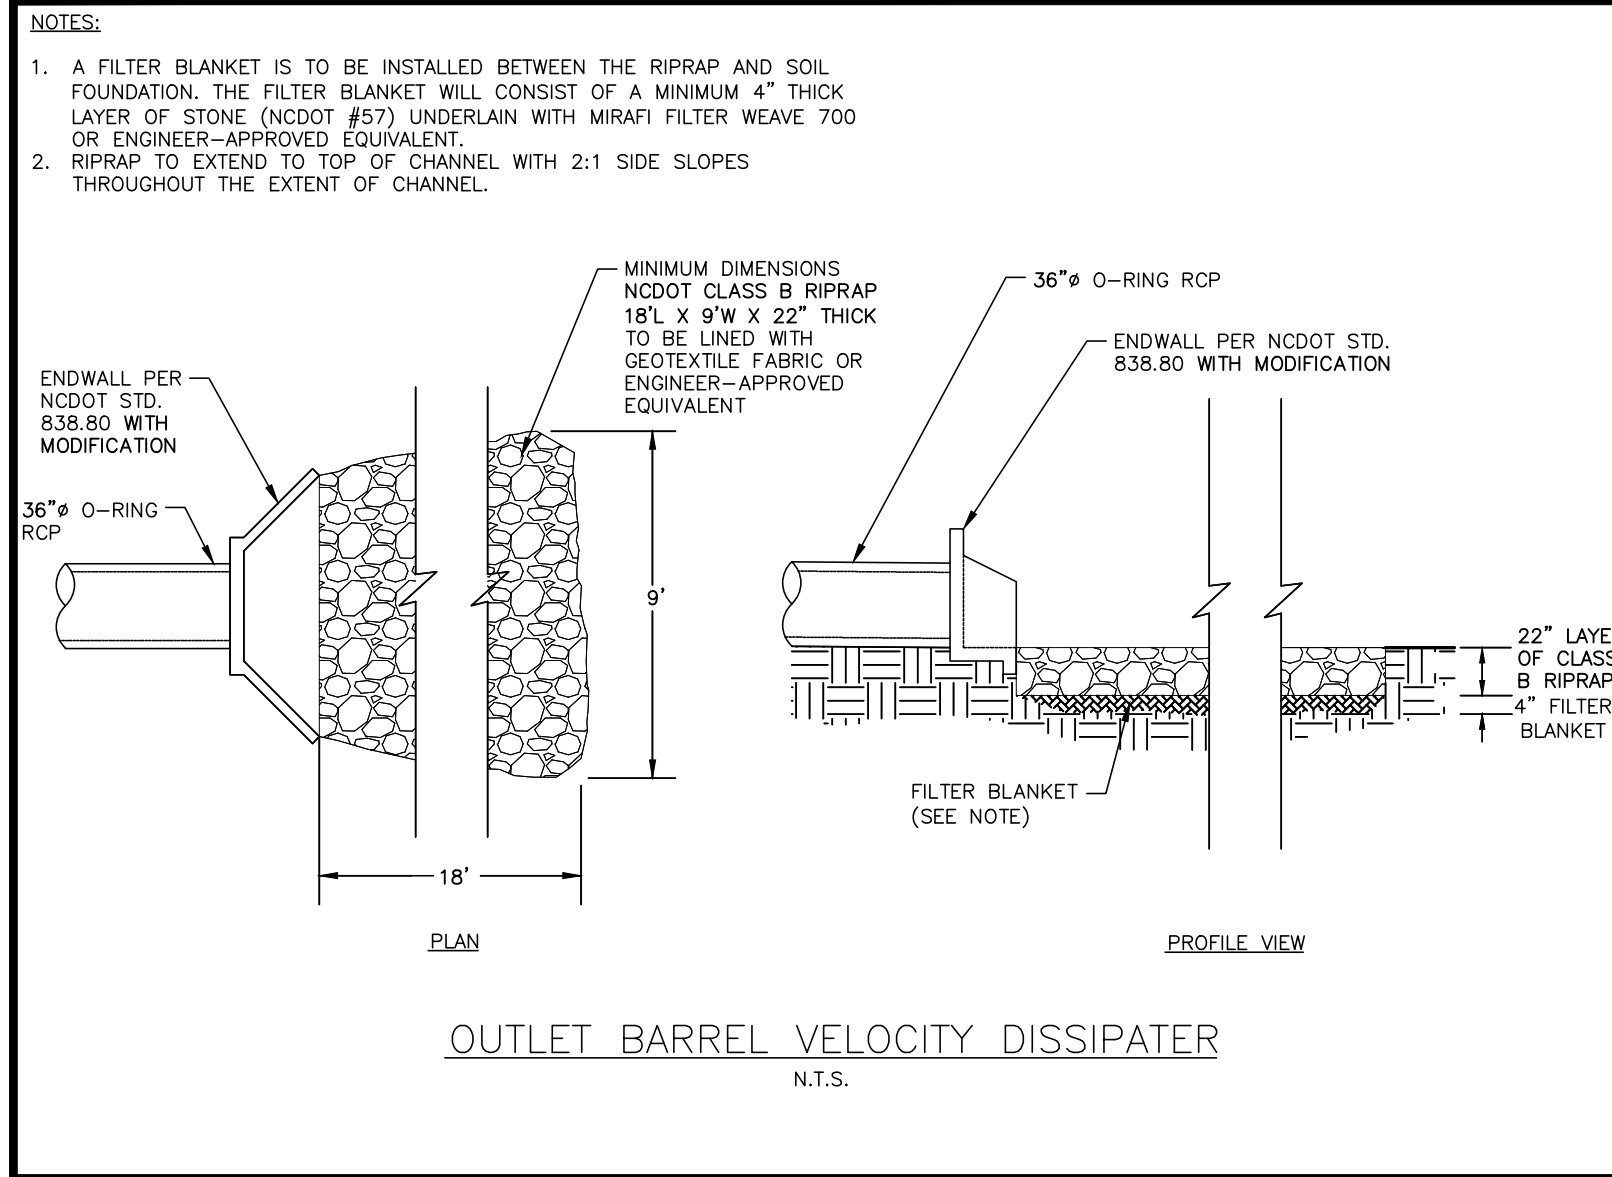 NOTES:
1. A FILTER BLANKET IS TO BE INSTALLED BETWEEN THE RIPRAP AND SOIL
FOUNDATION. THE FILTER BLANKET WILL CONSIST OF A MINIMUM 4" THICK
LAYER OF STONE (NCDOT #57) UNDERLAIN WITH MIRAFI FILTER WEAVE 700
OR ENGINEER-APPROVED EQUIVALENT.
2. RIPRAP TO EXTEND TO TOP OF CHANNEL WITH 2:1 SIDE SLOPES
THROUGHOUT THE EXTENT OF CHANNEL.
MINIMUM DIMENSIONS
NCDOT CLASS B RIPRAP
18'L X 9'W X 22" THICK
TO BE LINED WITH
GEOTEXTILE FABRIC OR
ENGINEER-APPROVED
EQUIVALENT
ENDWALL PER
NCDOT STD.
838.80 WITH
MODIFICATION
36"ø O-RING
RCP
9'
18'
PLAN
36"ø O-RING RCP
ENDWALL PER NCDOT STD.
838.80 WITH MODIFICATION
22" LAYE
OF CLASS
B RIPRAP
4" FILTER
BLANKET
FILTER BLANKET
(SEE NOTE)
PROFILE VIEW
OUTLET BARREL VELOCITY DISSIPATER
N.T.S.